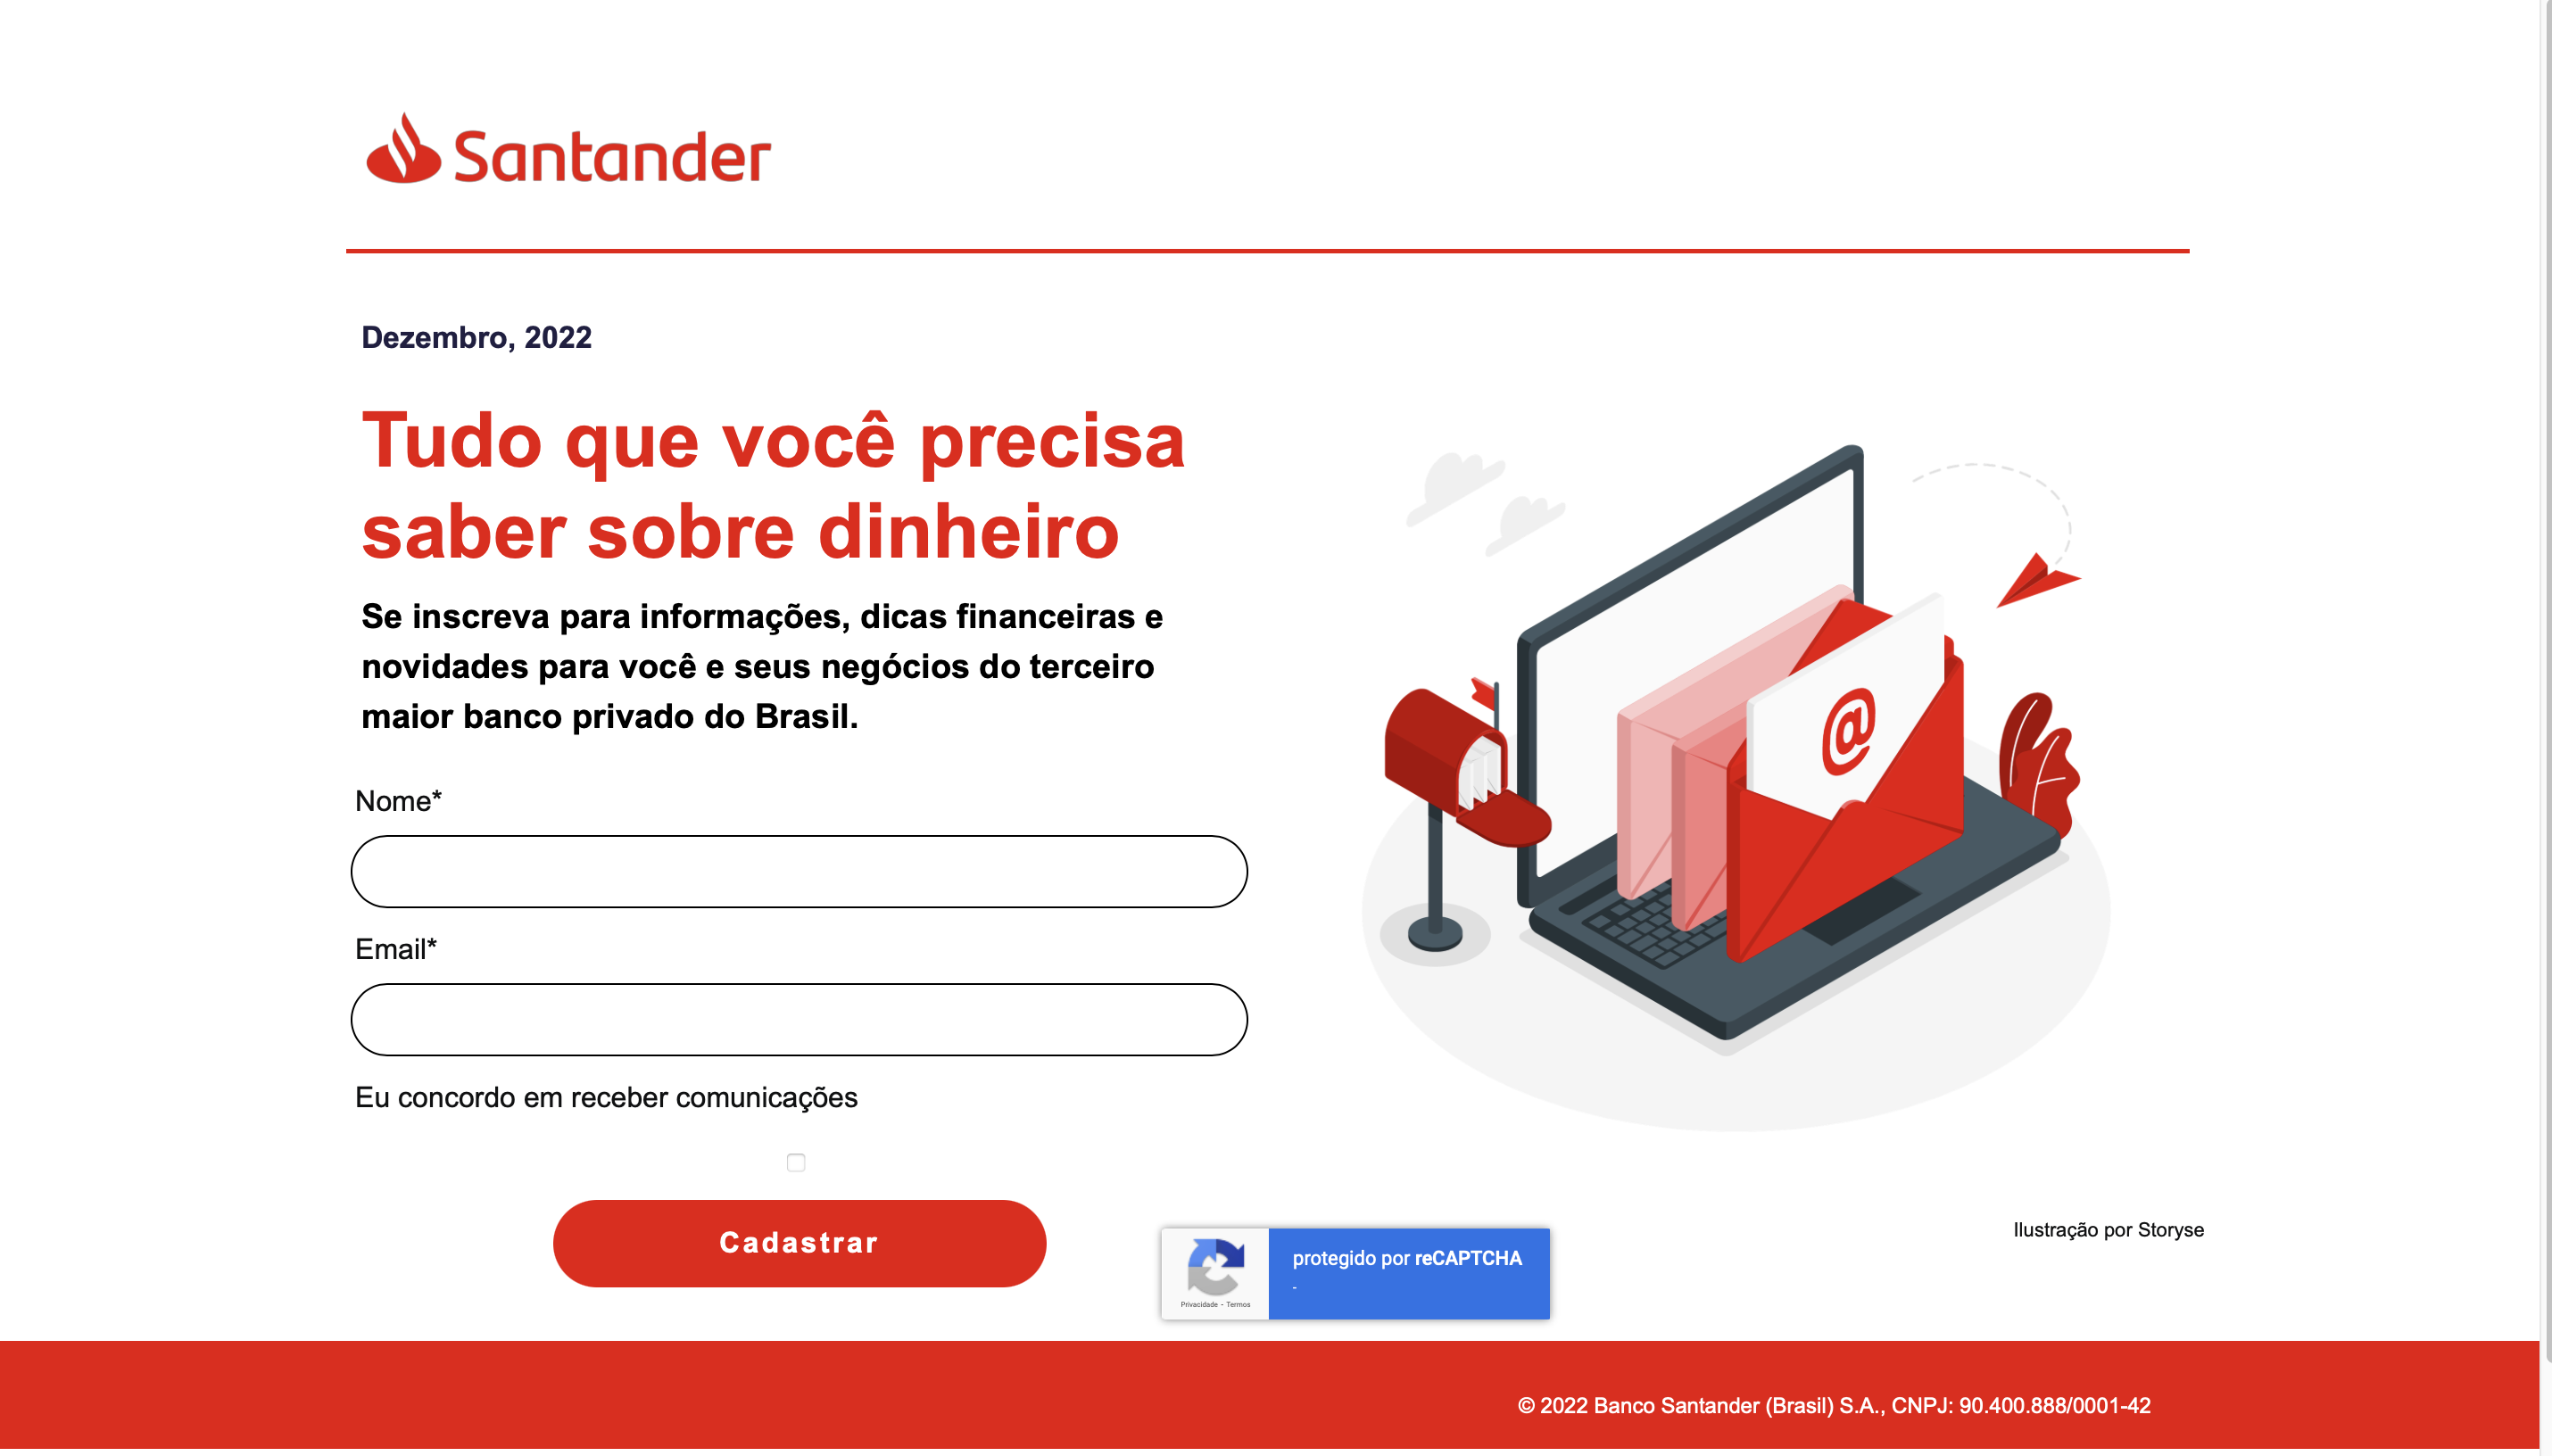 Santander
Dezembro, 2022
Tudo que você precisa
saber sobre dinheiro
Se inscreva para informações, dicas financeiras e
novidades para você e seus negócios do terceiro
maior banco privado do Brasil.
Nome*
Email*
Eu concordo em receber comunicações
Cadastrar
@
protegido por reCAPTCHA
-
Privacidade - Termos
Ilustração por Storyse
© 2022 Banco Santander (Brasil) S.A., CNPJ: 90.400.888/0001-42